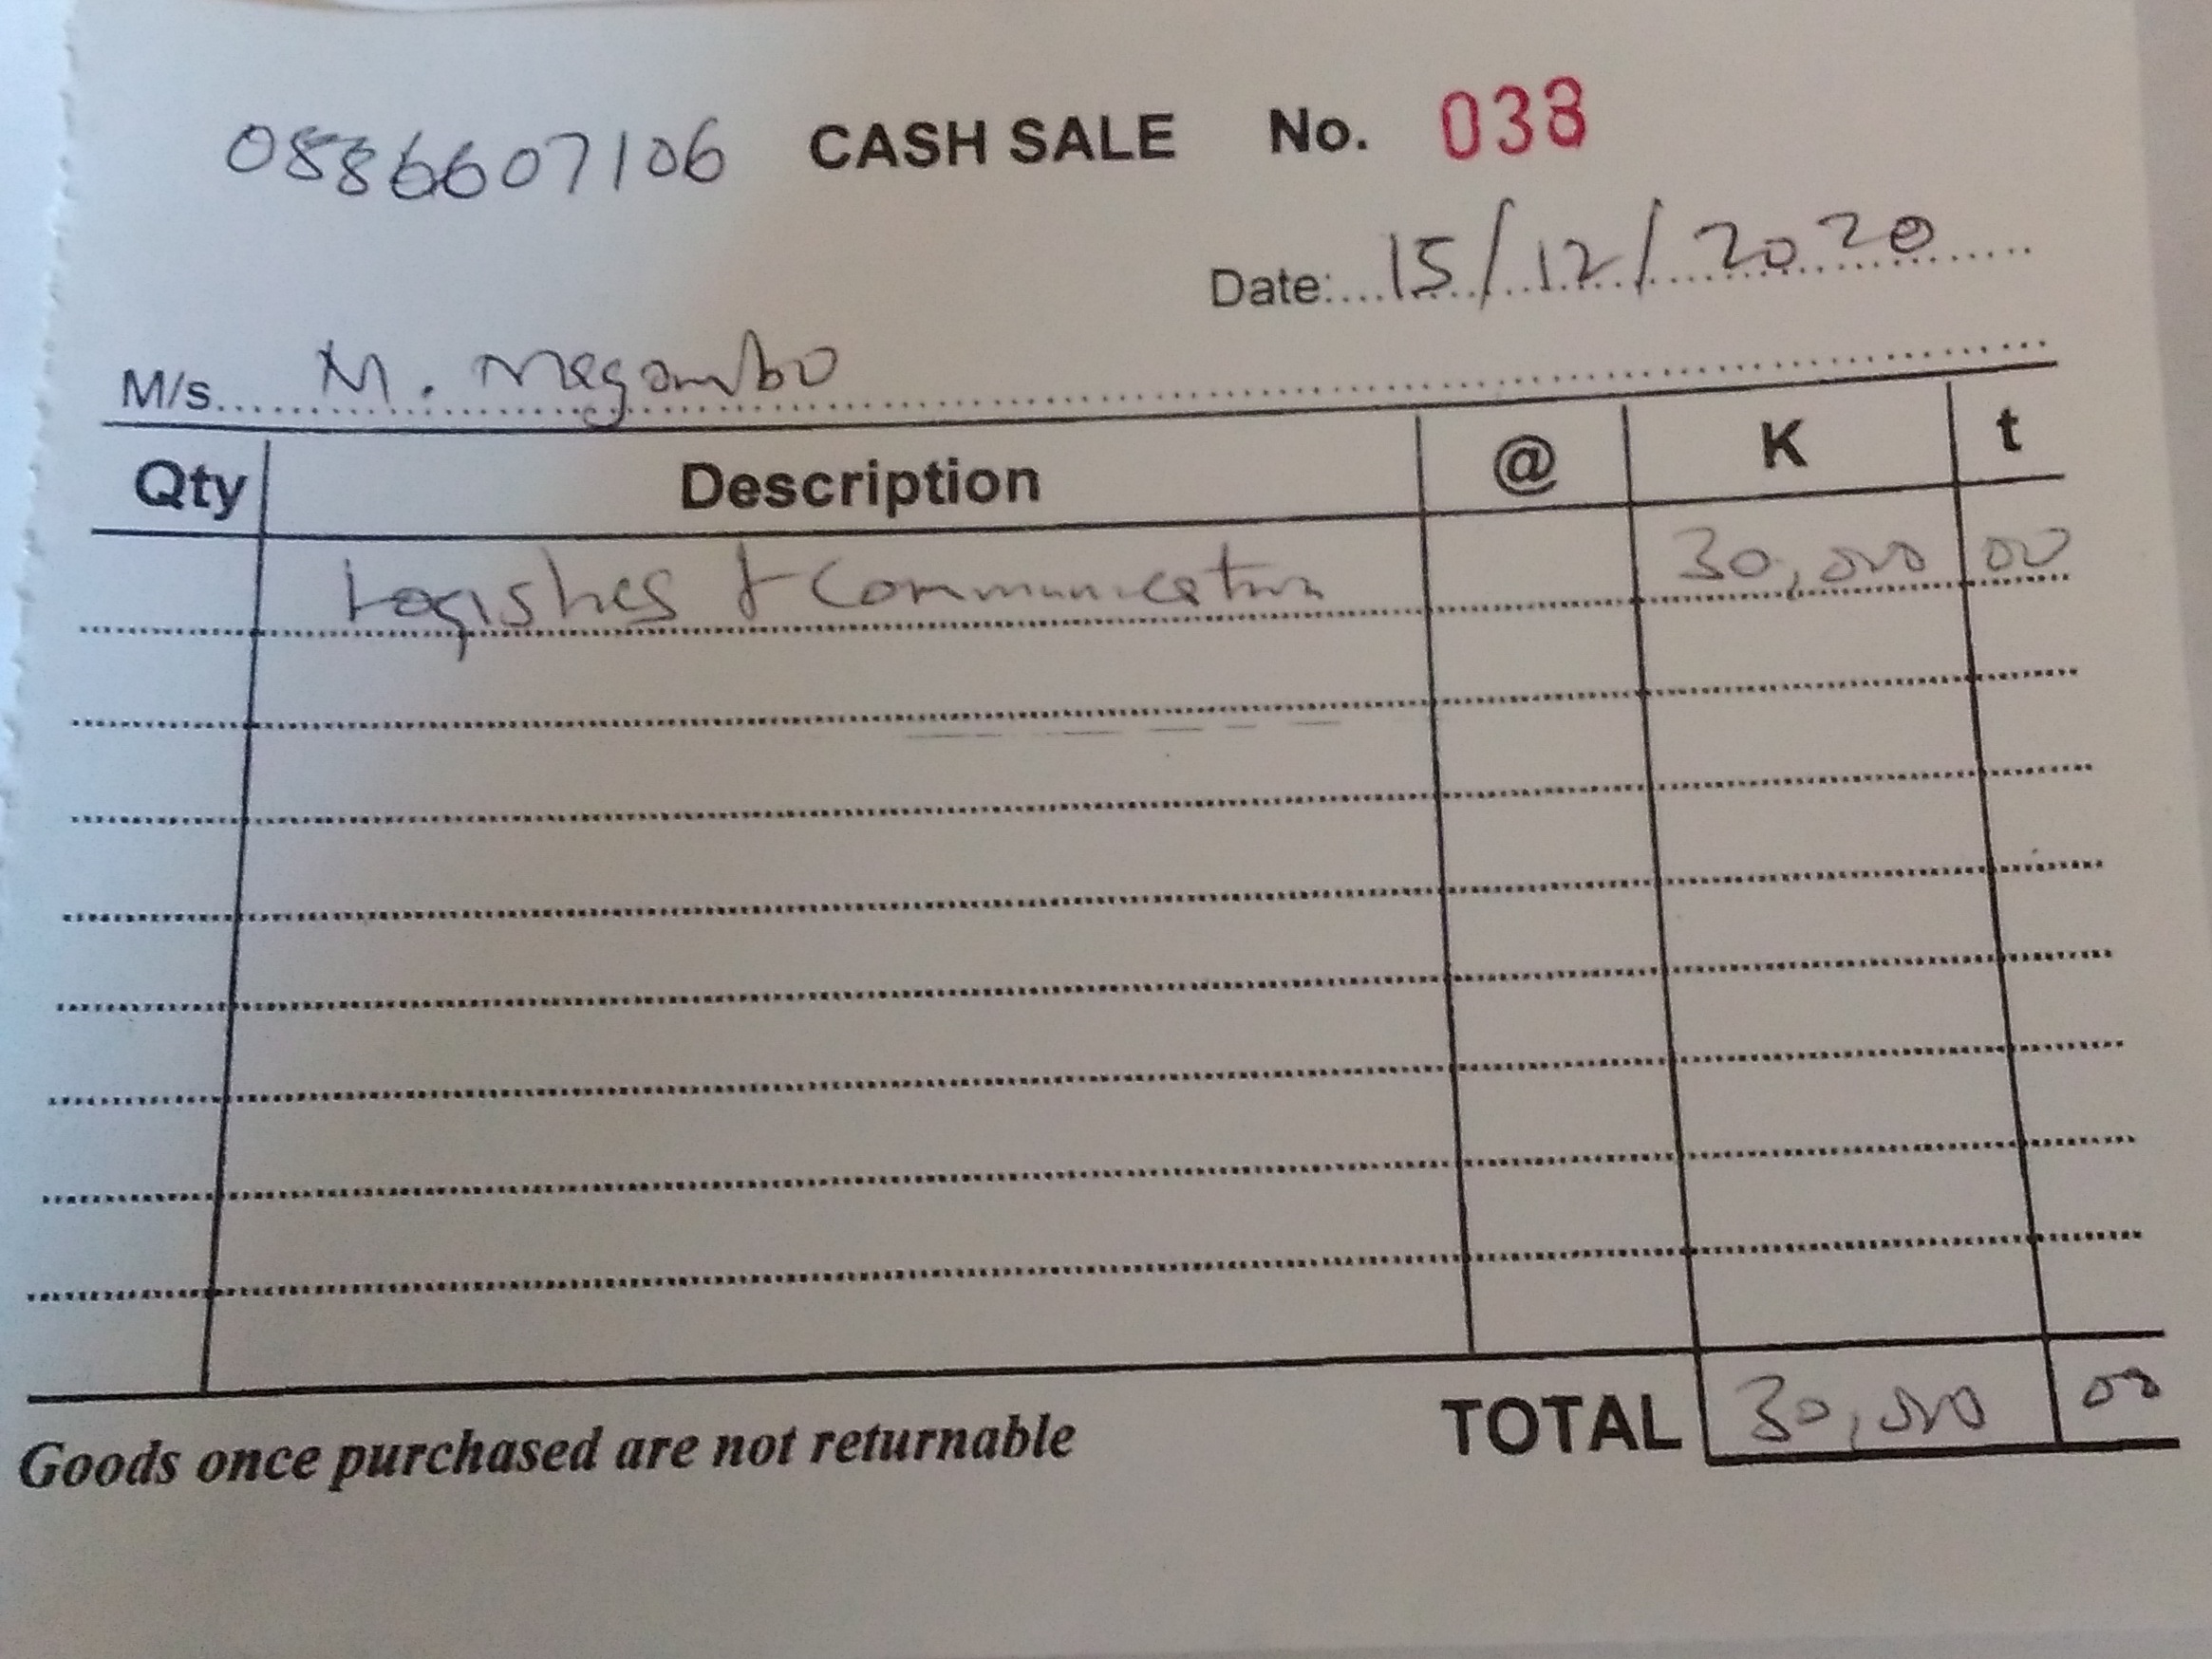 0886607106 CASH SALE No. 038
Date: 15/12/2020
M/s M. Magombo
Qty Description @ K t
Logistics & Communication 30,000 00
TOTAL 30,000 00
Goods once purchased are not returnable